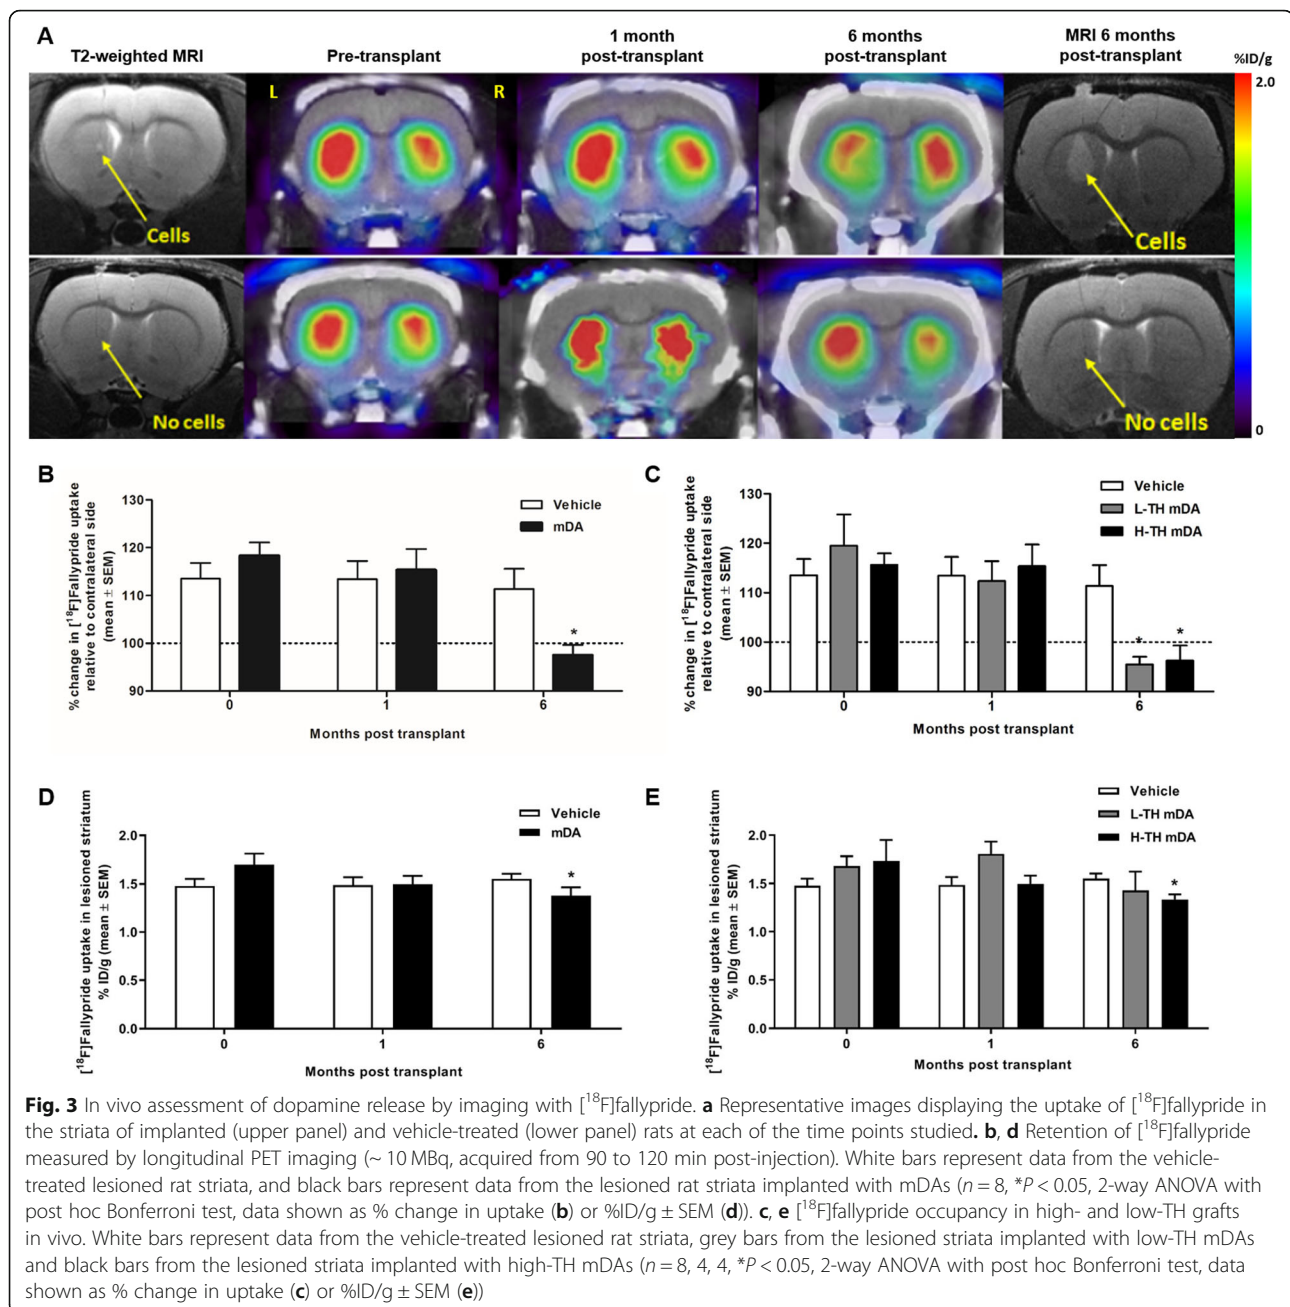 A
T2-weighted MRI
Pre-transplant
1 month
post-transplant
6 months
post-transplant
MRI 6 months
post-transplant
%ID/g
2.0
0
L
R
Cells
Cells
No cells
No cells
B
% change in [18F]Fallypride uptake
relative to contralateral side
(mean ± SEM)
130
120
110
100
90
Vehicle
mDA
*
0
1
6
Months post transplant
C
% change in [18F]Fallypride uptake
relative to contralateral side
(mean ± SEM)
130
120
110
100
90
Vehicle
L-TH mDA
H-TH mDA
*
*
0
1
6
Months post transplant
D
[18F]Fallypride uptake in lesioned striatum
% ID/g (mean ± SEM)
2.0
1.5
1.0
0.5
0.0
Vehicle
mDA
*
0
1
6
Months post transplant
E
[18F]Fallypride uptake in lesioned striatum
% ID/g (mean ± SEM)
2.0
1.5
1.0
0.5
0.0
Vehicle
L-TH mDA
H-TH mDA
*
0
1
6
Months post transplant
Fig. 3 In vivo assessment of dopamine release by imaging with [18F]fallypride. a Representative images displaying the uptake of [18F]fallypride in
the striata of implanted (upper panel) and vehicle-treated (lower panel) rats at each of the time points studied. b, d Retention of [18F]fallypride
measured by longitudinal PET imaging (~ 10 MBq, acquired from 90 to 120 min post-injection). White bars represent data from the vehicle-
treated lesioned rat striata, and black bars represent data from the lesioned rat striata implanted with mDAs (n = 8, *P < 0.05, 2-way ANOVA with
post hoc Bonferroni test, data shown as % change in uptake (b) or %ID/g ± SEM (d)). c, e [18F]fallypride occupancy in high- and low-TH grafts
in vivo. White bars represent data from the vehicle-treated lesioned rat striata, grey bars from the lesioned striata implanted with low-TH mDAs
and black bars from the lesioned striata implanted with high-TH mDAs (n = 8, 4, 4, *P < 0.05, 2-way ANOVA with post hoc Bonferroni test, data
shown as % change in uptake (c) or %ID/g ± SEM (e))